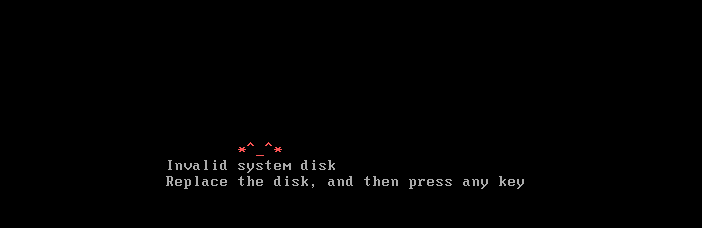 *^_^*
Invalid system disk
Replace the disk, and then press any key